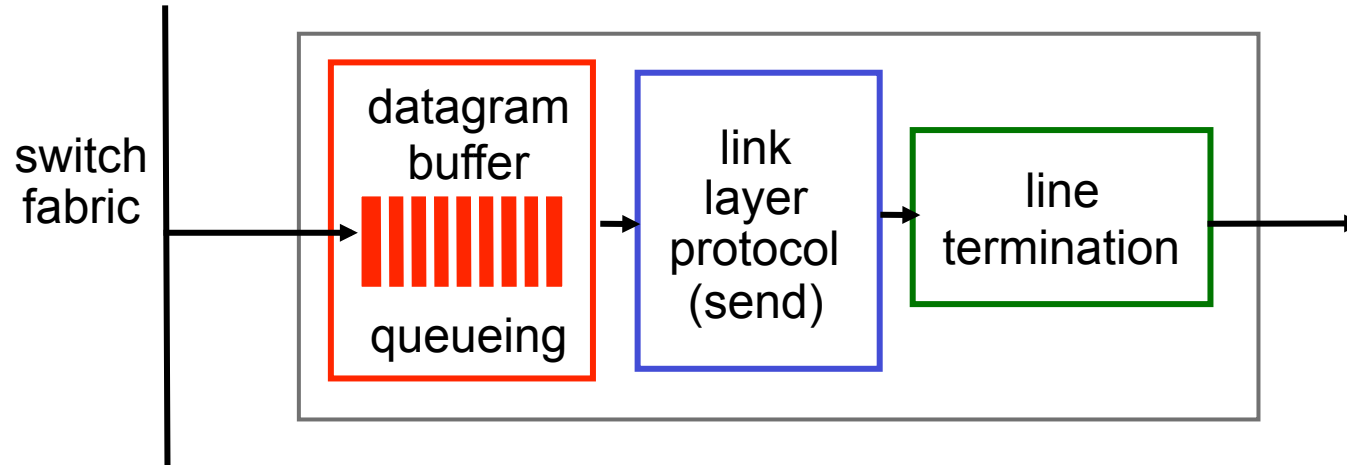 switch
fabric
datagram
buffer
queueing
link
layer
protocol
(send)
line
termination